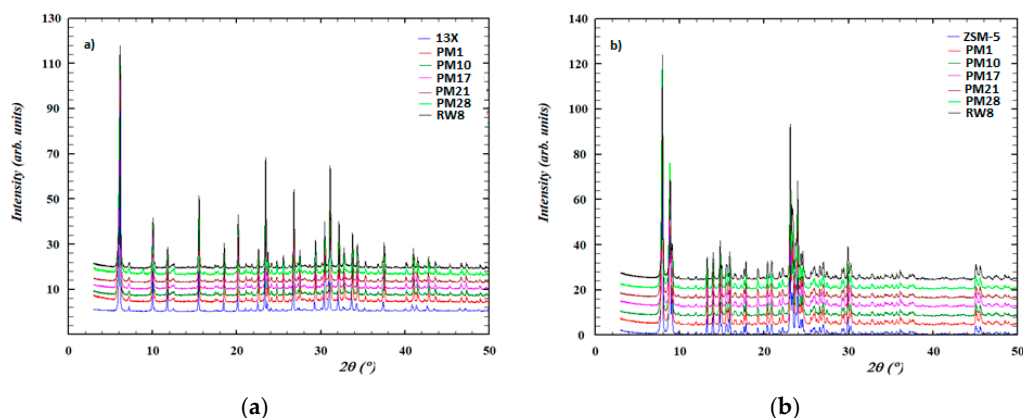 130
110
90
70
50
30
10
Intensity (arb. units)
a)
13X
PM1
PM10
PM17
PM21
PM28
RW8
0 10 20 30 40 50
2θ (°)
(a)
140
120
100
80
60
40
20
0
Intensity (arb. units)
b)
ZSM-5
PM1
PM10
PM17
PM21
PM28
RW8
0 10 20 30 40 50
2θ (°)
(b)